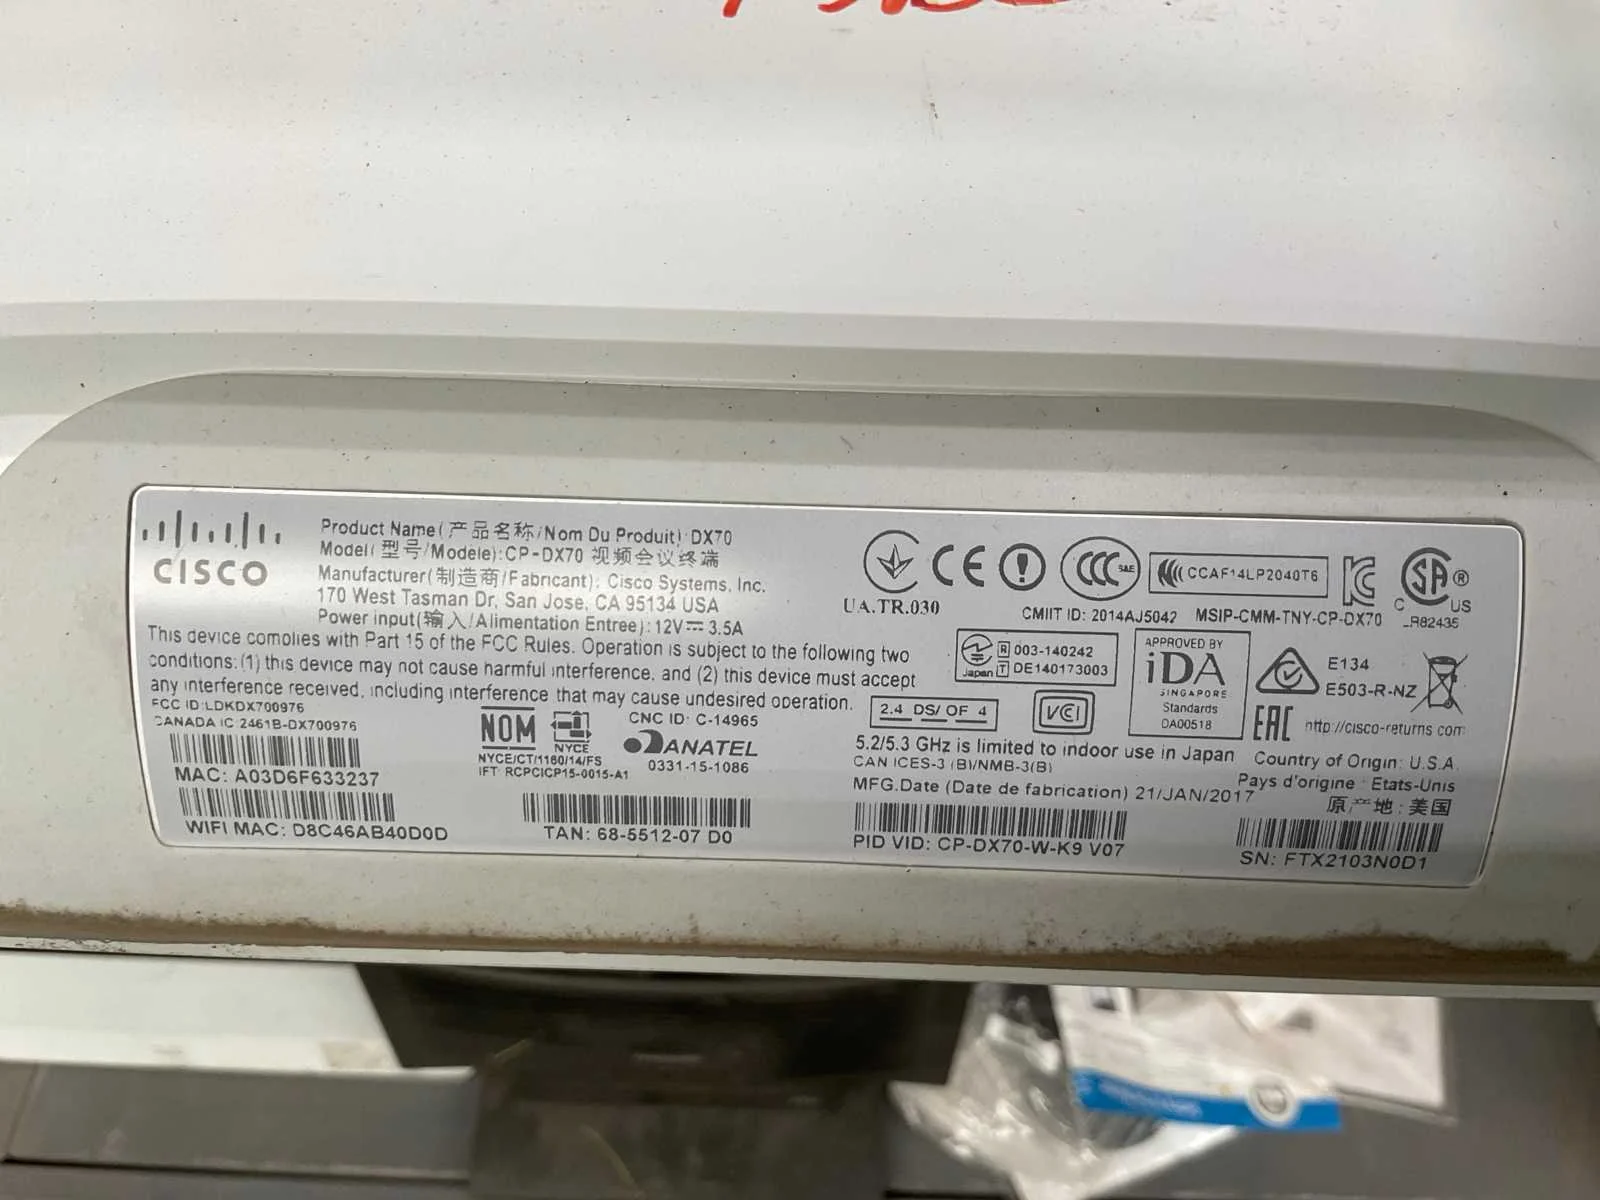 CISCO
Product Name(产品名称/Nom Du Produit): DX70
Model(型号/Modele):CP-DX70 视频会议终端
Manufacturer(制造商/Fabricant): Cisco Systems, Inc.
170 West Tasman Dr, San Jose, CA 95134 USA
Power input(输入/Alimentation Entree):12V⎓ 3.5A
This device complies with Part 15 of the FCC Rules. Operation is subject to the following two
conditions:(1) this device may not cause harmful interference, and (2) this device must accept
any interference received, including interference that may cause undesired operation.
FCC ID:LDKDX700976
CANADA IC 2461B-DX700976
MAC: A03D6F633237
WIFI MAC: D8C46AB40D0D
NOM
NYCE
NYCE/CT/1160/14/FS
IFT: RCPCICP15-0015-A1
CNC ID: C-14965
ANATEL
0331-15-1086
TAN: 68-5512-07 D0
UA.TR.030
CE
CCC S&E
CCAF14LP2040T6
KC
C SA ® US
_R82435
CMIIT ID: 2014AJ5042
MSIP-CMM-TNY-CP-DX70
Japan
R 003-140242
T DE140173003
APPROVED BY
iDA
SINGAPORE
Standards
DA00518
E134
E503-R-NZ
2.4 DS/ OF 4
VCI
EAC
http://cisco-returns.com
5.2/5.3 GHz is limited to indoor use in Japan
CAN ICES-3 (B)/NMB-3(B)
MFG.Date (Date de fabrication) 21/JAN/2017
Country of Origin: U.S.A.
Pays d'origine : Etats-Unis
原产地: 美国
PID VID: CP-DX70-W-K9 V07
SN: FTX2103N0D1